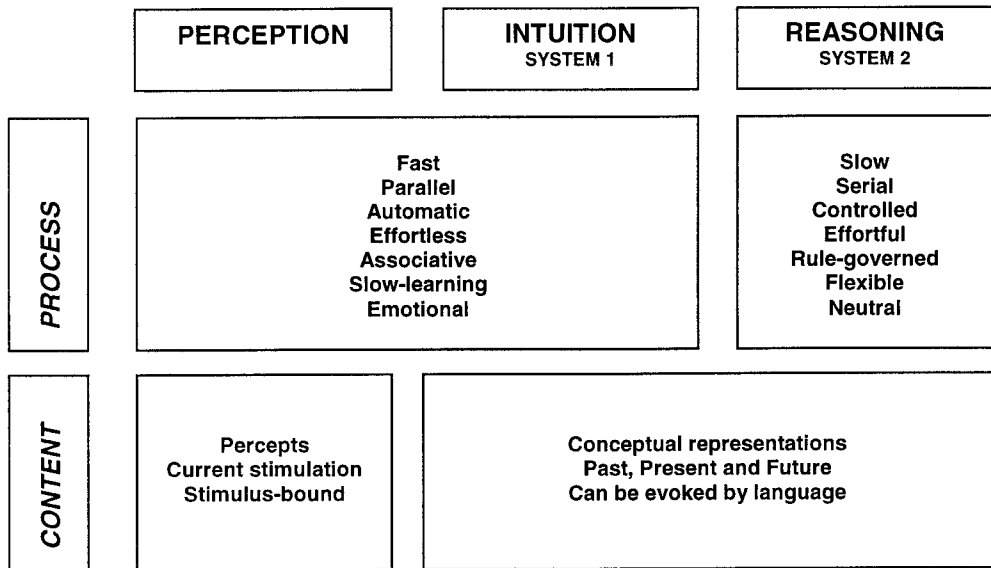 PERCEPTION
INTUITION
SYSTEM 1
REASONING
SYSTEM 2
PROCESS
Fast
Parallel
Automatic
Effortless
Associative
Slow-learning
Emotional
Slow
Serial
Controlled
Effortful
Rule-governed
Flexible
Neutral
CONTENT
Percepts
Current stimulation
Stimulus-bound
Conceptual representations
Past, Present and Future
Can be evoked by language